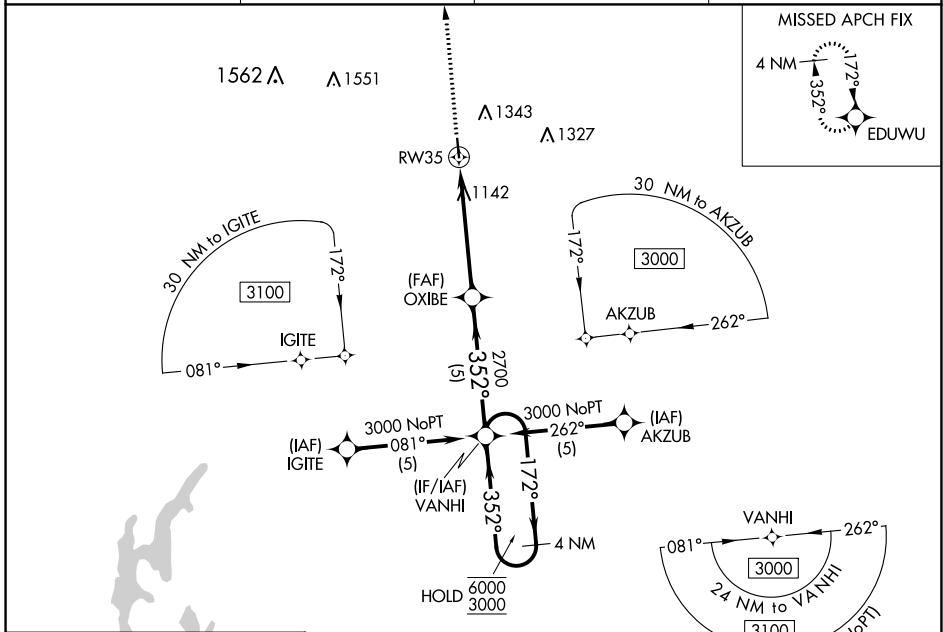 MISSED APCH FIX
4 NM
172°
352°
EDUWU
1562
1551
1343
1327
RW35
1142
30 NM to IGITE
172°
3100
IGITE
081°
30 NM to AKZUB
172°
3000
AKZUB
262°
(FAF)
OXIBE
352°
2700
(5)
(IAF)
IGITE
3000 NoPT
081°
(5)
3000 NoPT
262°
(5)
(IAF)
AKZUB
(IF/IAF)
VANHI
352°
172°
4 NM
HOLD
6000
3000
VANHI
081°
262°
3000
24 NM to VANHI
3100